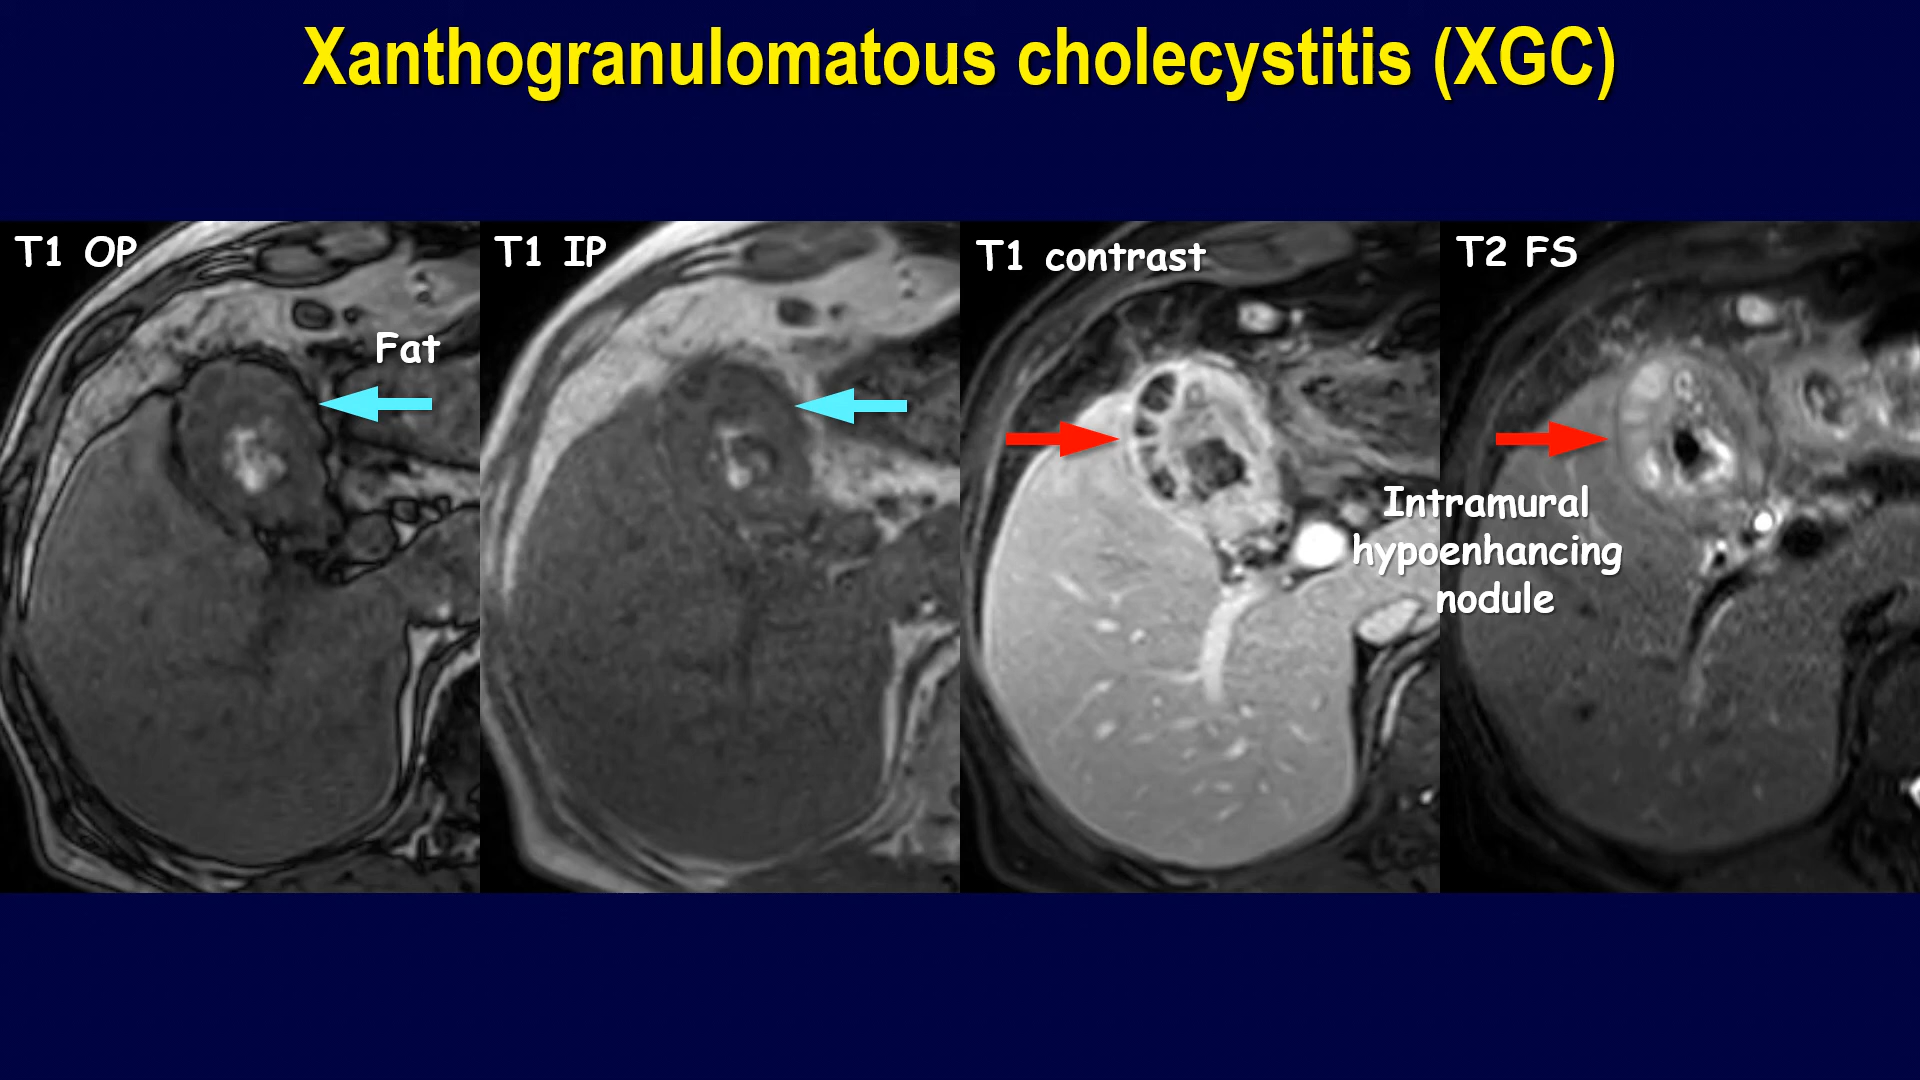 Xanthogranulomatous cholecystitis (XGC)
T1 OP
T1 IP
T1 contrast
T2 FS
Fat
Intramural
hypoenhancing
nodule